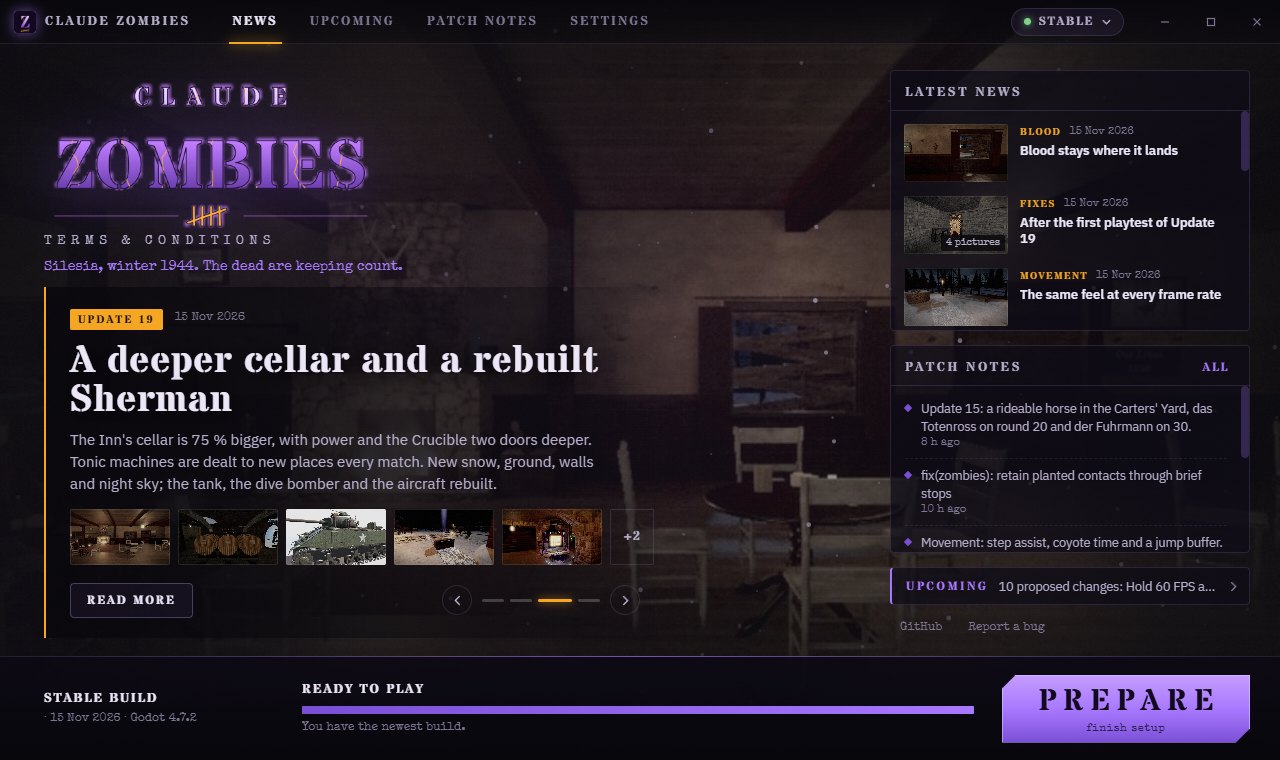 CLAUDE ZOMBIES
NEWS
UPCOMING
PATCH NOTES
SETTINGS
STABLE
CLAUDE
ZOMBIES
TERMS & CONDITIONS
Silesia, winter 1944. The dead are keeping count.
UPDATE 19
15 Nov 2026
A deeper cellar and a rebuilt
Sherman
The Inn's cellar is 75 % bigger, with power and the Crucible two doors deeper.
Tonic machines are dealt to new places every match. New snow, ground, walls
and night sky; the tank, the dive bomber and the aircraft rebuilt.
+2
READ MORE
LATEST NEWS
BLOOD 15 Nov 2026
Blood stays where it lands
4 pictures
FIXES 15 Nov 2026
After the first playtest of Update
19
MOVEMENT 15 Nov 2026
The same feel at every frame rate
PATCH NOTES
ALL
Update 15: a rideable horse in the Carters' Yard, das
Totenross on round 20 and der Fuhrmann on 30.
8 h ago
fix(zombies): retain planted contacts through brief
stops
10 h ago
Movement: step assist, coyote time and a jump buffer.
UPCOMING 10 proposed changes: Hold 60 FPS a...
GitHub
Report a bug
STABLE BUILD
· 15 Nov 2026 · Godot 4.7.2
READY TO PLAY
You have the newest build.
PREPARE
finish setup